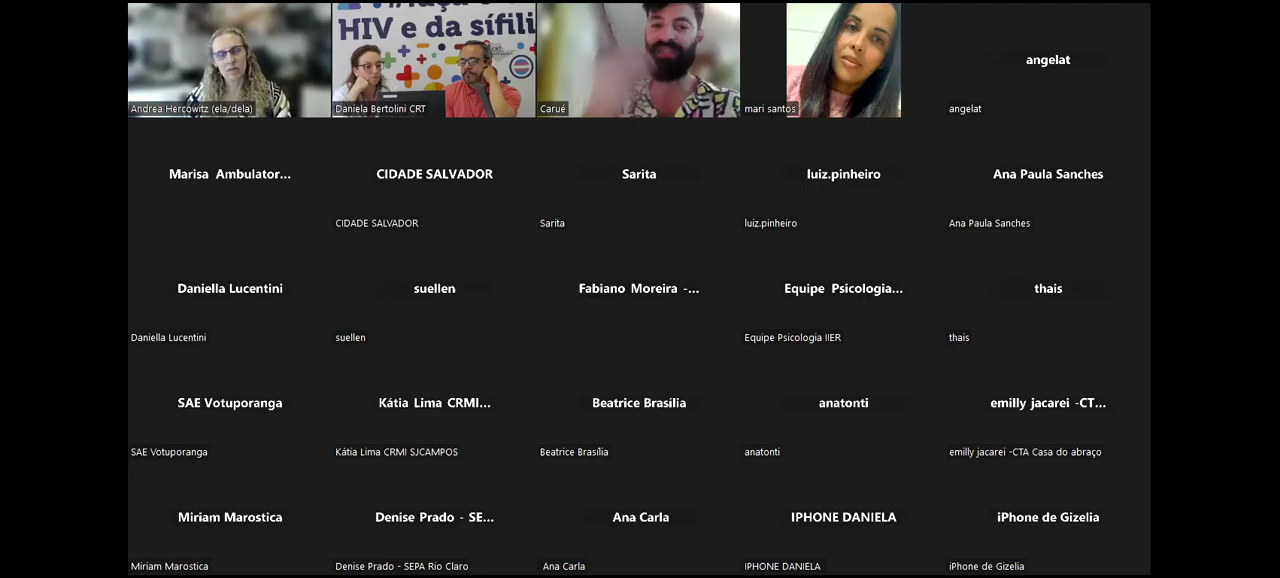 HIV e da sífili
CRT
Andrea Hercowitz (ela/dela)
Daniela Bertolini CRT
Carué
mari santos
angelat
angelat
Marisa Ambulator...
CIDADE SALVADOR
Sarita
luiz.pinheiro
Ana Paula Sanches
CIDADE SALVADOR
Sarita
luiz.pinheiro
Ana Paula Sanches
Daniella Lucentini
suellen
Fabiano Moreira -...
Equipe Psicologia...
thais
Daniella Lucentini
suellen
Equipe Psicologia IIER
thais
SAE Votuporanga
Kátia Lima CRMI...
Beatrice Brasília
anatonti
emilly jacarei -CT...
SAE Votuporanga
Kátia Lima CRMI SJCAMPOS
Beatrice Brasília
anatonti
emilly jacarei -CTA Casa do abraço
Miriam Marostica
Denise Prado - SE...
Ana Carla
IPHONE DANIELA
iPhone de Gizelia
Miriam Marostica
Denise Prado - SEPA Rio Claro
Ana Carla
IPHONE DANIELA
iPhone de Gizelia